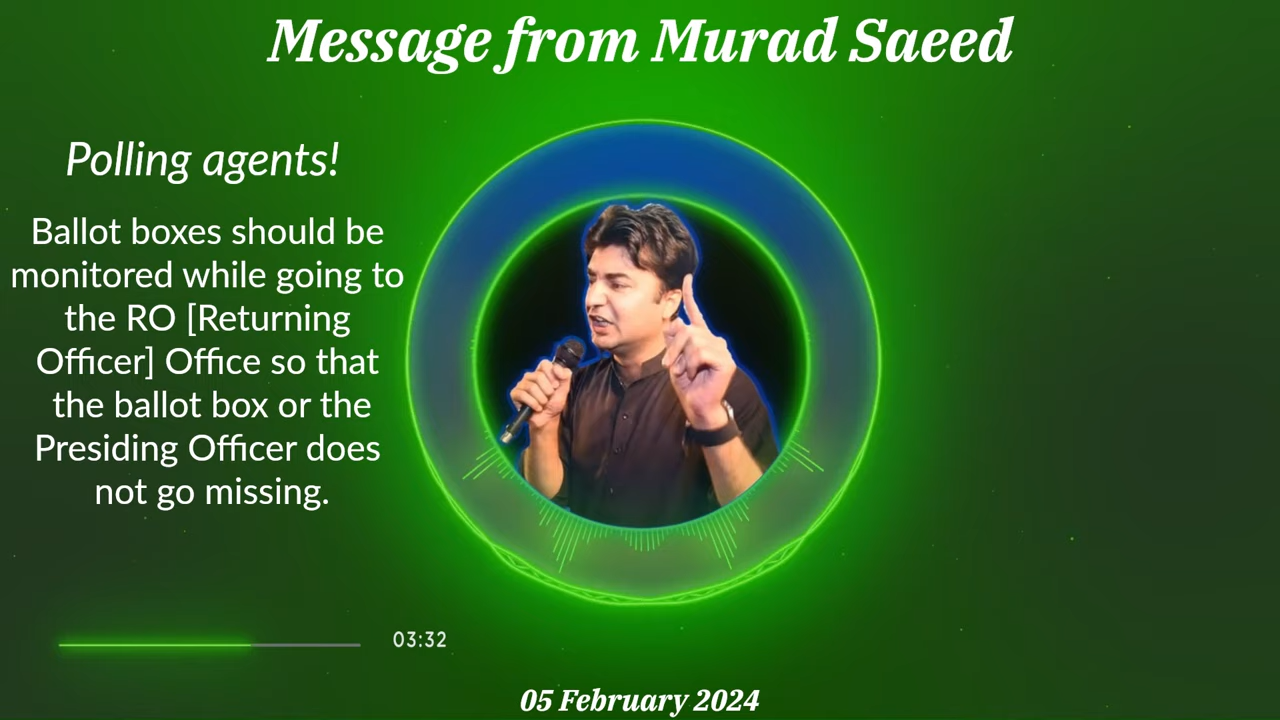 Message from Murad Saeed
Polling agents!
Ballot boxes should be
monitored while going to
the RO [Returning
Officer] Office so that
the ballot box or the
Presiding Officer does
not go missing.
03:32
05 February 2024